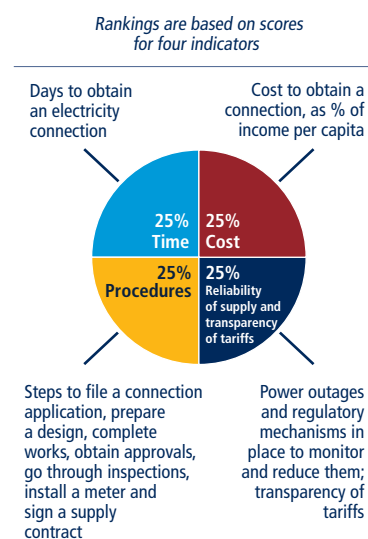 Rankings are based on scores
for four indicators
Days to obtain
an electricity
connection
Cost to obtain a
connection, as % of
income per capita
25%
Time
25%
Cost
25%
Procedures
25%
Reliability
of supply and
transparency
of tariffs
Steps to file a connection
application, prepare
a design, complete
works, obtain approvals,
go through inspections,
install a meter and
sign a supply
contract
Power outages
and regulatory
mechanisms in
place to monitor
and reduce them;
transparency of
tariffs